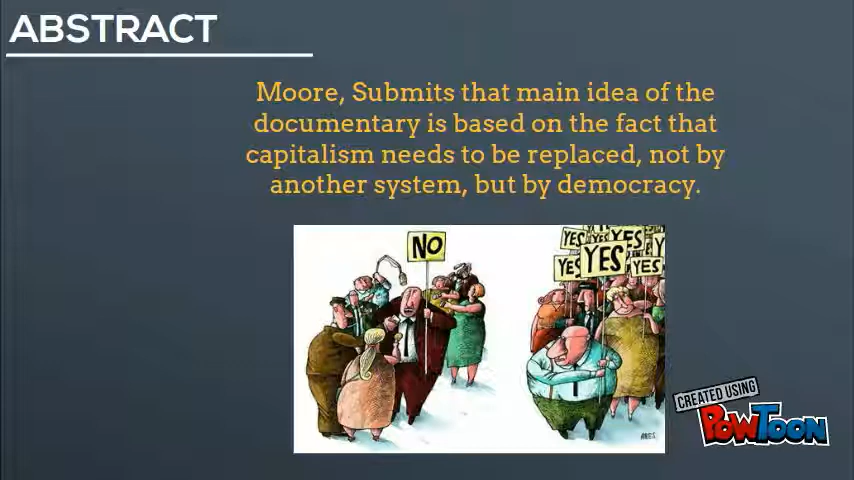 ABSTRACT
Moore, Submits that main idea of the
documentary is based on the fact that
capitalism needs to be replaced, not by
another system, but by democracy.
NO
YES YES YES
YES YES YES
CREATED USING
POWTOON